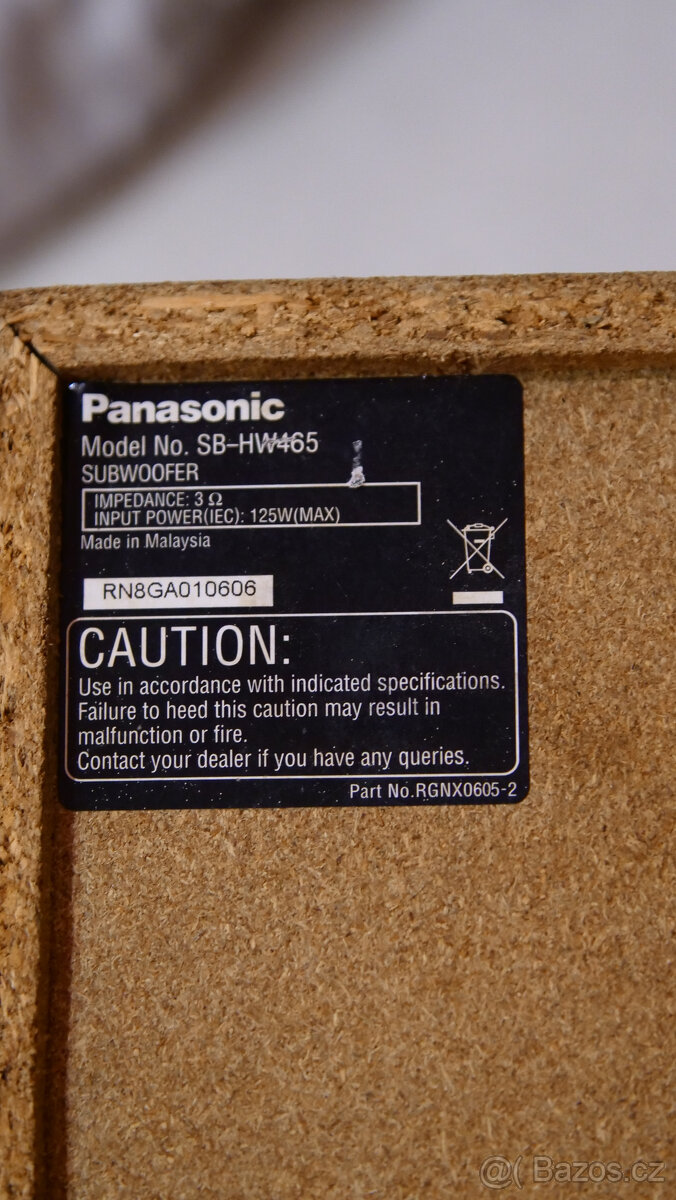 Panasonic
Model No. SB-HW465
SUBWOOFER
IMPEDANCE: 3 Ω
INPUT POWER(IEC): 125W(MAX)
Made in Malaysia
RN8GA010606
CAUTION:
Use in accordance with indicated specifications.
Failure to heed this caution may result in
malfunction or fire.
Contact your dealer if you have any queries.
Part No.RGNX0605-2
@( Bazos.cz